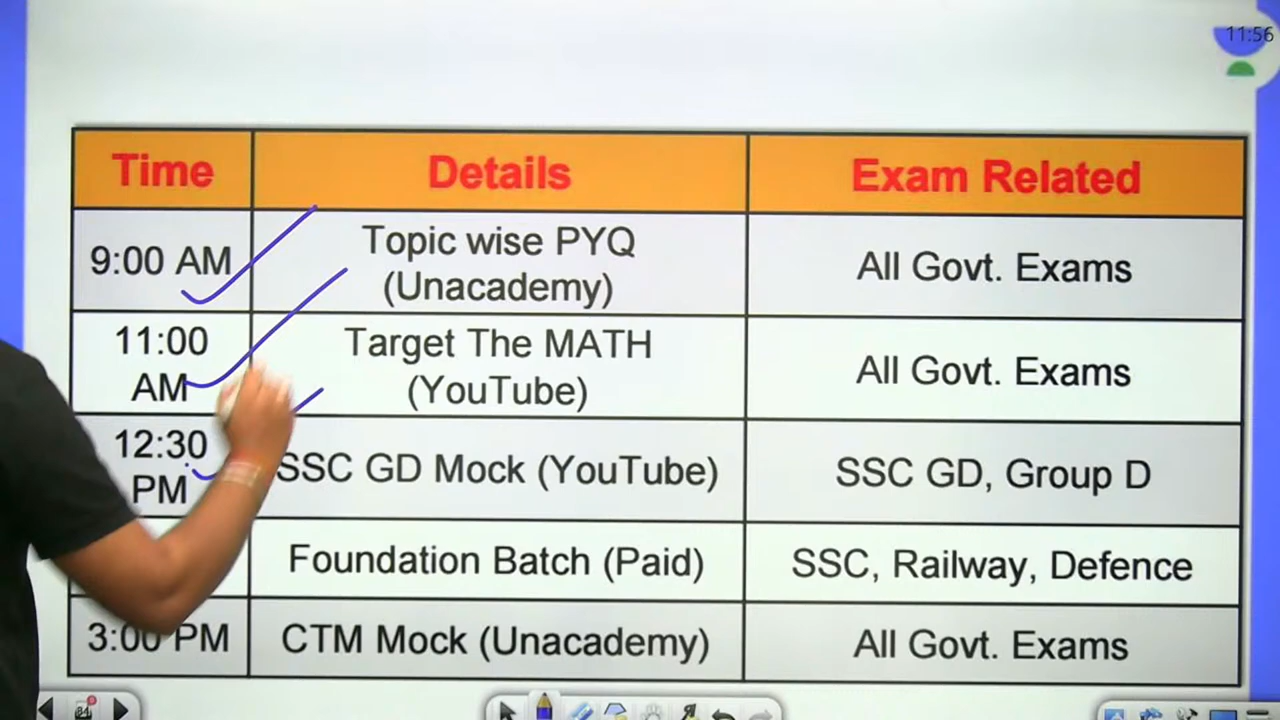 11:56
Time Details Exam Related
9:00 AM Topic wise PYQ (Unacademy) All Govt. Exams
11:00 AM Target The MATH (YouTube) All Govt. Exams
12:30 PM SSC GD Mock (YouTube) SSC GD, Group D
Foundation Batch (Paid) SSC, Railway, Defence
3:00 PM CTM Mock (Unacademy) All Govt. Exams